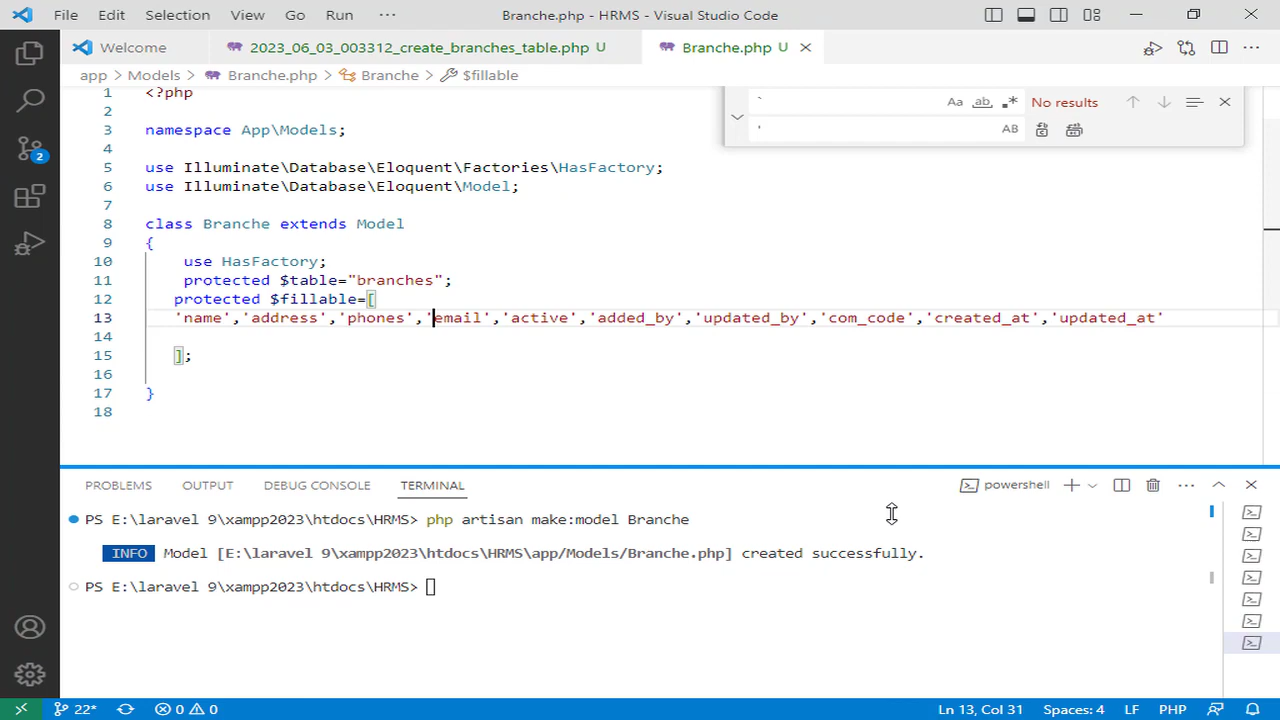 File Edit Selection View Go Run ··· Branche.php - HRMS - Visual Studio Code
Welcome 2023_06_03_003312_create_branches_table.php U Branche.php U
app > Models > Branche.php > Branche > $fillable
` Aa ab .* No results
' AB
1 <?php
2
3 namespace App\Models;
4
5 use Illuminate\Database\Eloquent\Factories\HasFactory;
6 use Illuminate\Database\Eloquent\Model;
7
8 class Branche extends Model
9 {
10 use HasFactory;
11 protected $table="branches";
12 protected $fillable=[
13 'name','address','phones','email','active','added_by','updated_by','com_code','created_at','updated_at'
14
15 ];
16
17 }
18
2
PROBLEMS OUTPUT DEBUG CONSOLE TERMINAL powershell
PS E:\laravel 9\xampp2023\htdocs\HRMS> php artisan make:model Branche
INFO Model [E:\laravel 9\xampp2023\htdocs\HRMS\app/Models/Branche.php] created successfully.
PS E:\laravel 9\xampp2023\htdocs\HRMS>
22* 0 0 Ln 13, Col 31 Spaces: 4 LF PHP